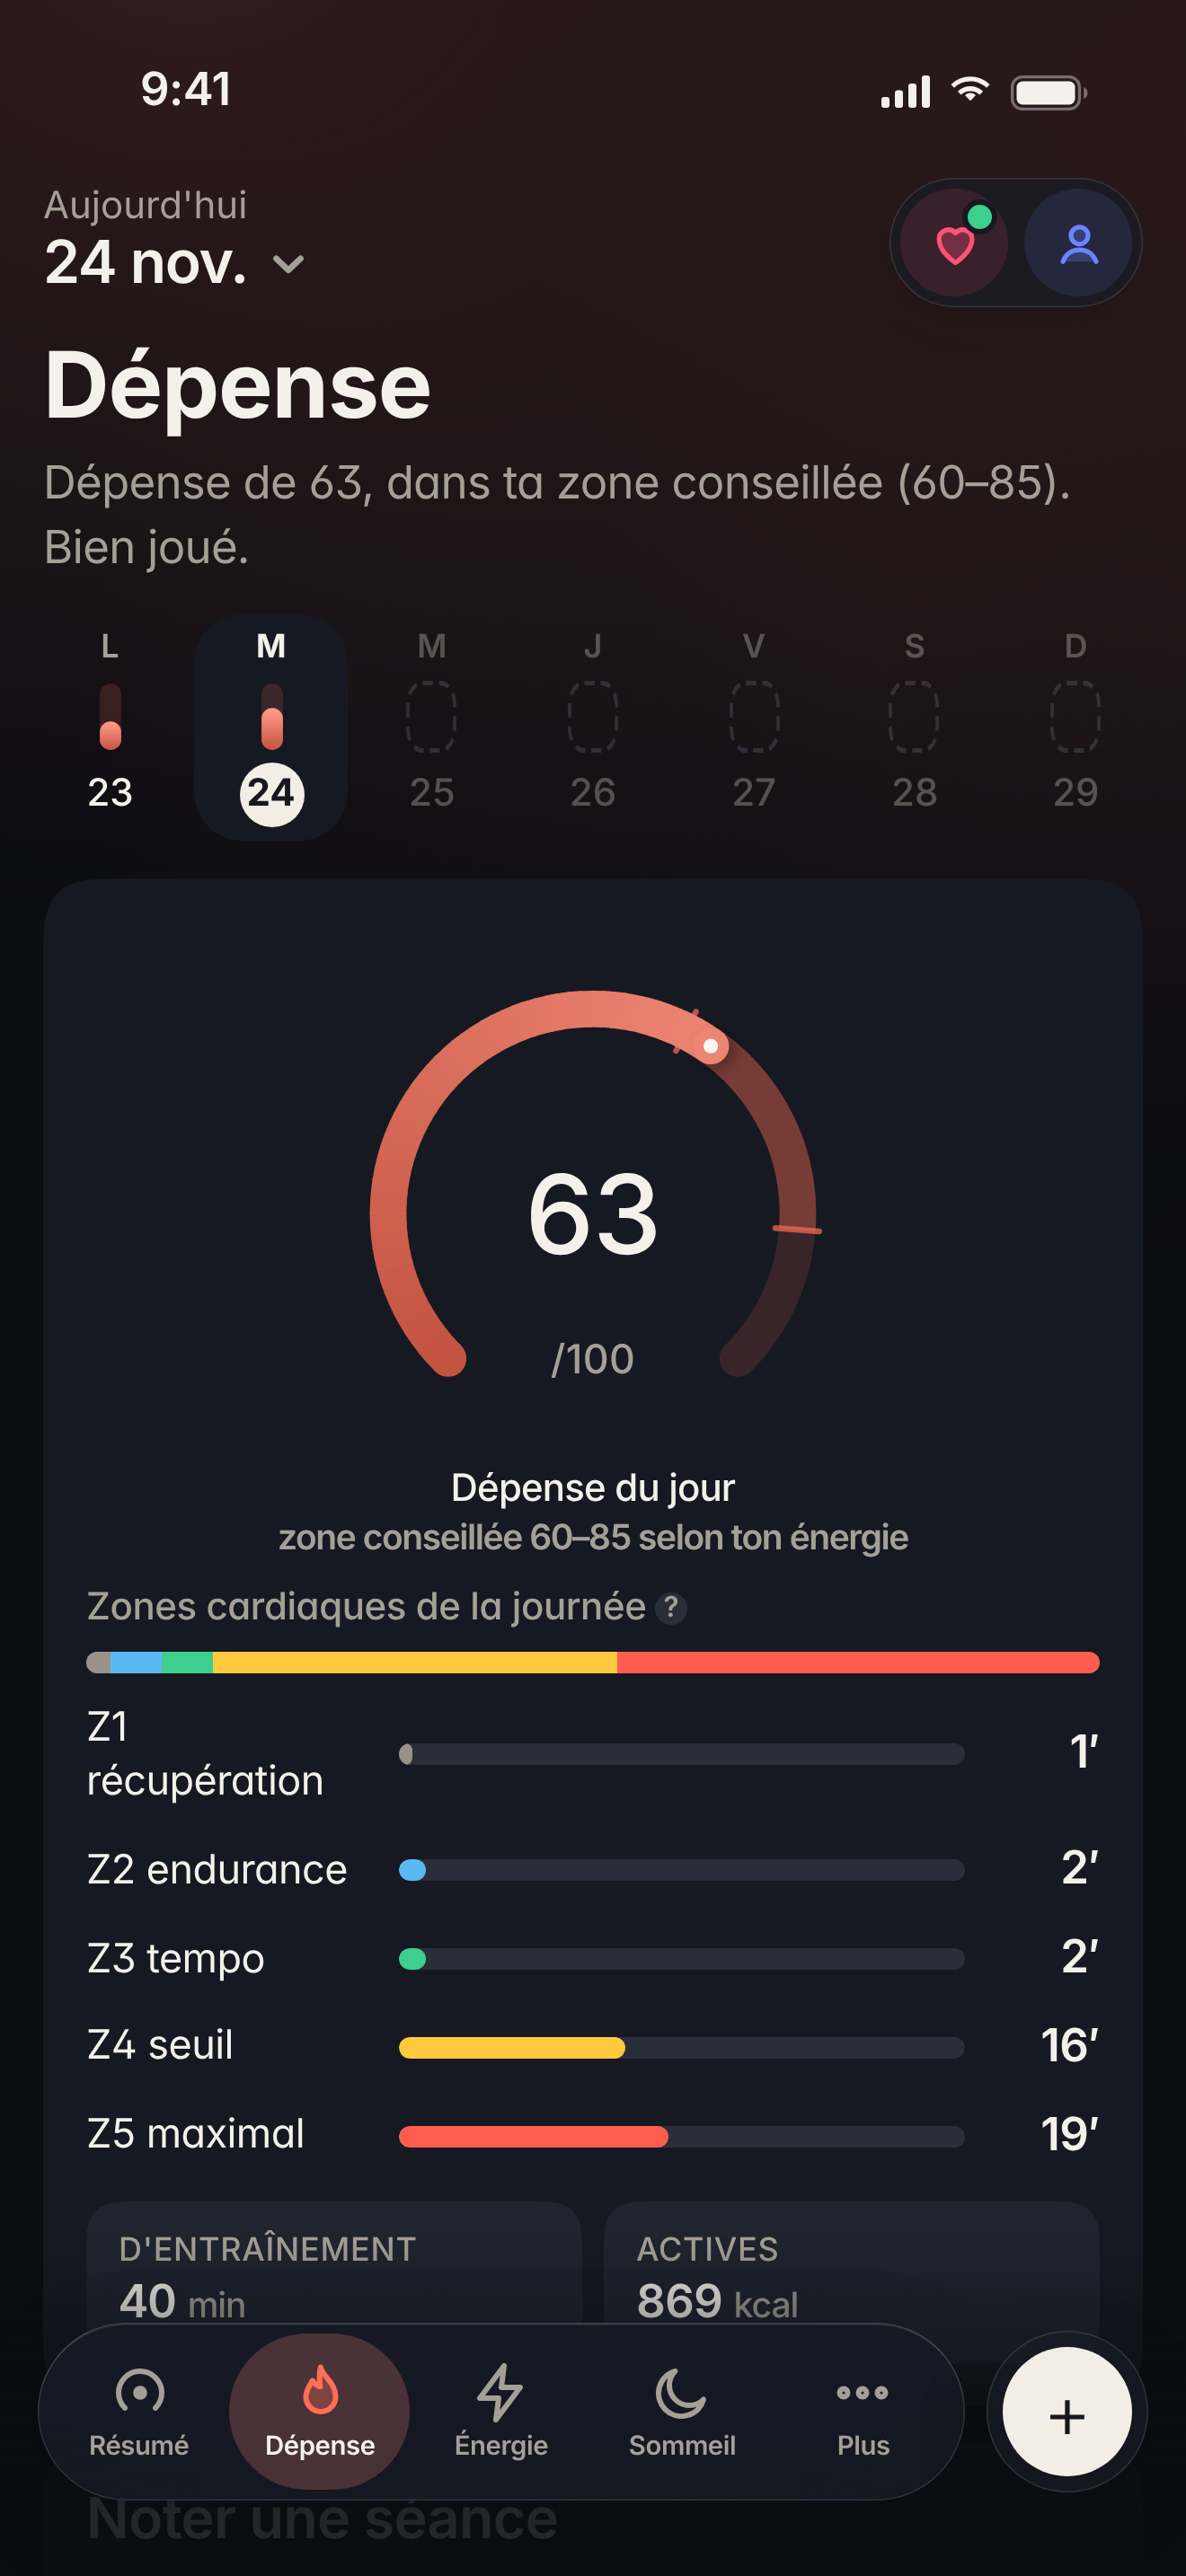 9:41
Aujourd'hui
24 nov.
Dépense
Dépense de 63, dans ta zone conseillée (60–85).
Bien joué.
L M M J V S D
23 24 25 26 27 28 29
63
/100
Dépense du jour
zone conseillée 60–85 selon ton énergie
Zones cardiaques de la journée ?
Z1
récupération 1′
Z2 endurance 2′
Z3 tempo 2′
Z4 seuil 16′
Z5 maximal 19′
D'ENTRAÎNEMENT ACTIVES
40 min 869 kcal
Résumé Dépense Énergie Sommeil Plus +
Noter une séance